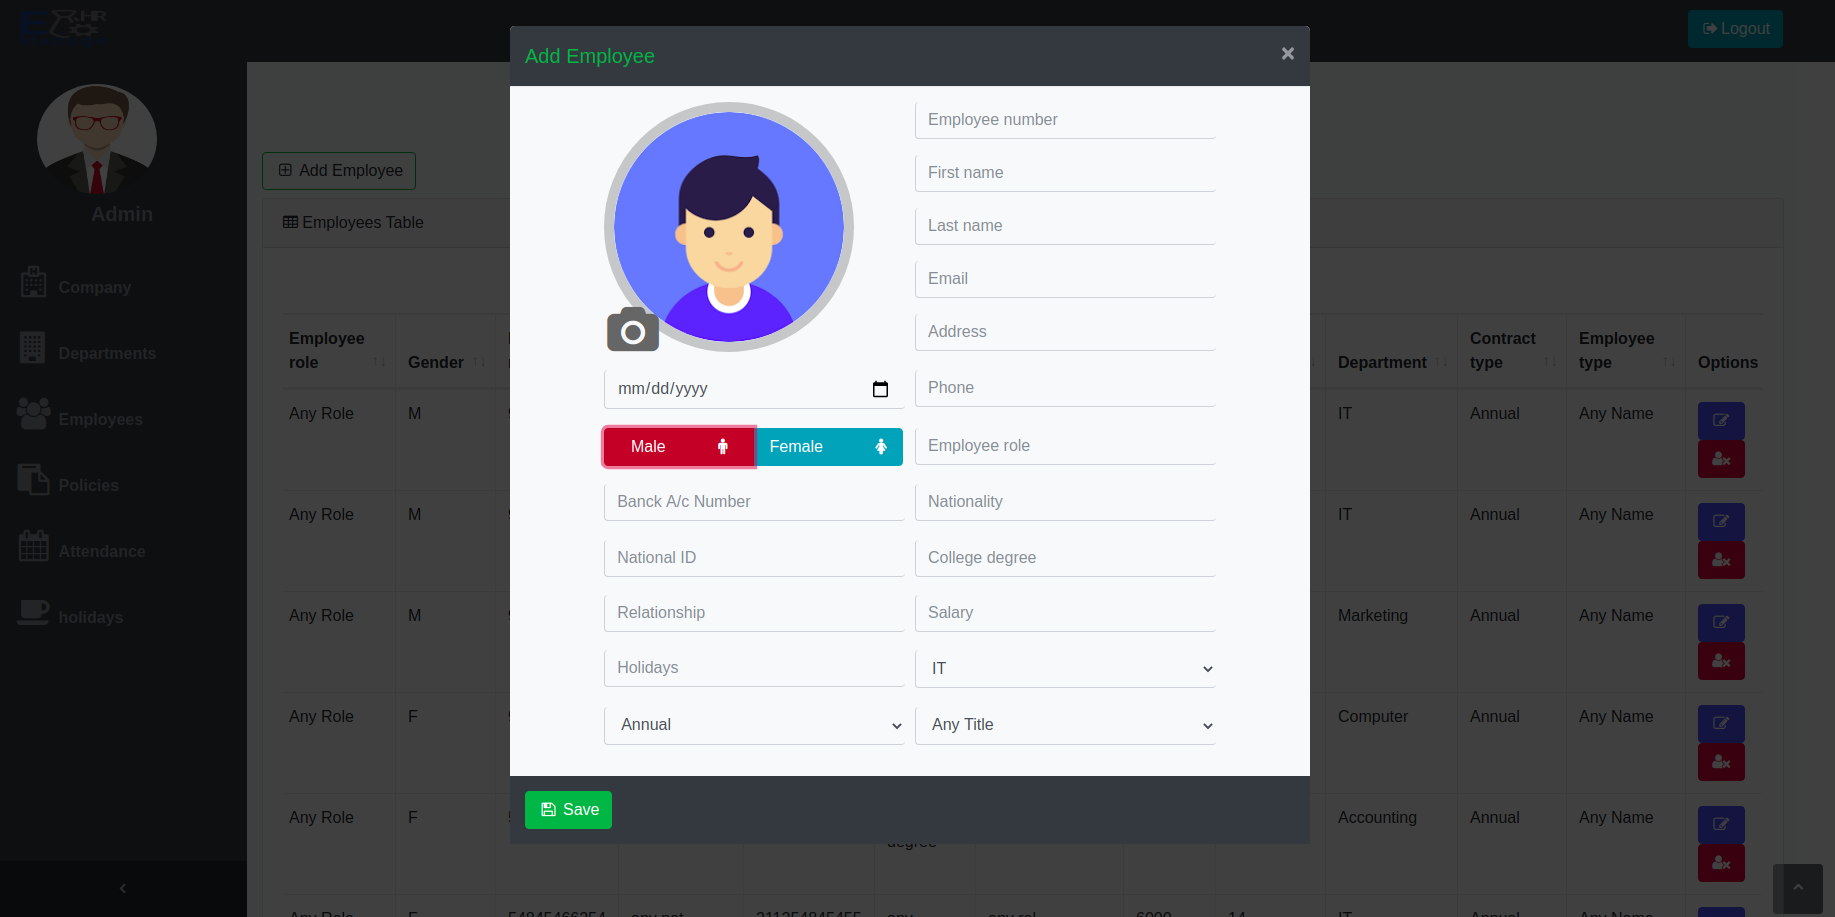 HR
Logout
Add Employee
×
Admin
Company
Departments
Employees
Policies
Attendance
holidays
Add Employee
Employees Table
Employee number
First name
Last name
Email
Address
mm/dd/yyyy
Phone
Male
Female
Employee role
Banck A/c Number
Nationality
National ID
College degree
Relationship
Salary
Holidays
IT
Annual
Any Title
Save
Employee role
Gender
Department
Contract type
Employee type
Options
Any Role M IT Annual Any Name
Any Role M IT Annual Any Name
Any Role M Marketing Annual Any Name
Any Role F Computer Annual Any Name
Any Role F Accounting Annual Any Name
degree